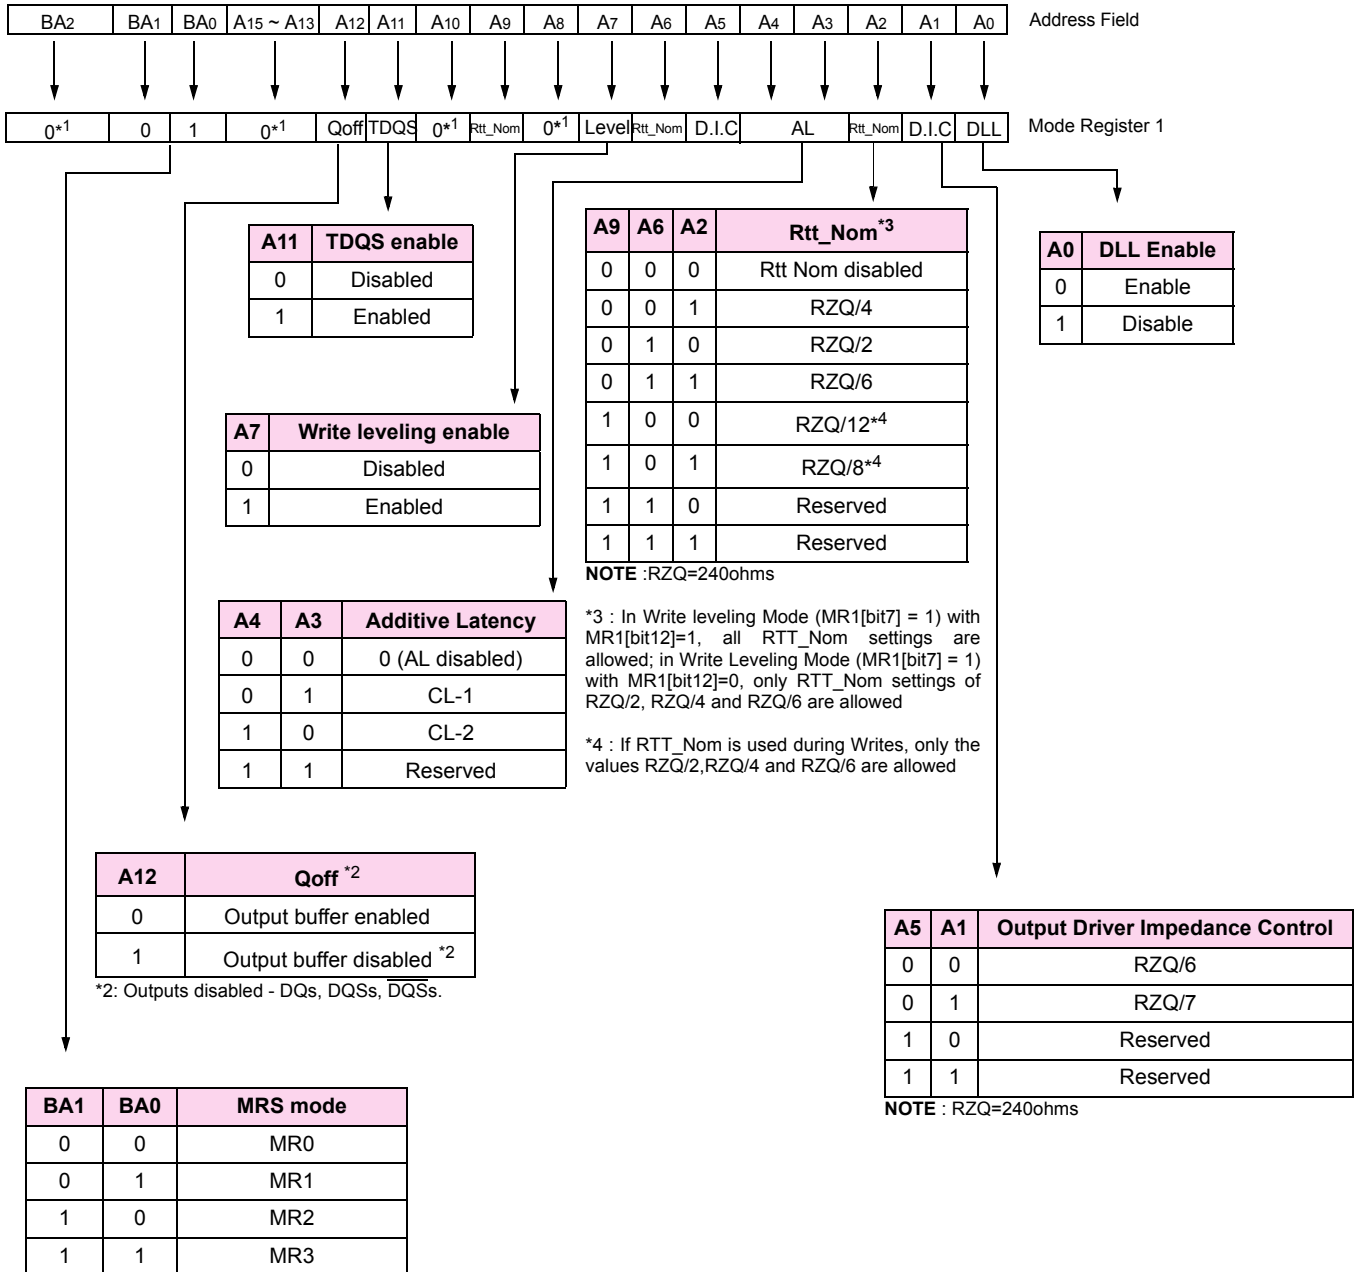 BA2 BA1 BA0 A15 ~ A13 A12 A11 A10 A9 A8 A7 A6 A5 A4 A3 A2 A1 A0 Address Field
0*1 0 1 0*1 Qoff TDQS 0*1 Rtt_Nom 0*1 Level Rtt_Nom D.I.C AL Rtt_Nom D.I.C DLL Mode Register 1
A11 TDQS enable
0 Disabled
1 Enabled
A7 Write leveling enable
0 Disabled
1 Enabled
A4 A3 Additive Latency
0 0 0 (AL disabled)
0 1 CL-1
1 0 CL-2
1 1 Reserved
A9 A6 A2 Rtt_Nom*3
0 0 0 Rtt Nom disabled
0 0 1 RZQ/4
0 1 0 RZQ/2
0 1 1 RZQ/6
1 0 0 RZQ/12*4
1 0 1 RZQ/8*4
1 1 0 Reserved
1 1 1 Reserved
NOTE :RZQ=240ohms
*3 : In Write leveling Mode (MR1[bit7] = 1) with
MR1[bit12]=1, all RTT_Nom settings are
allowed; in Write Leveling Mode (MR1[bit7] = 1)
with MR1[bit12]=0, only RTT_Nom settings of
RZQ/2, RZQ/4 and RZQ/6 are allowed
*4 : If RTT_Nom is used during Writes, only the
values RZQ/2,RZQ/4 and RZQ/6 are allowed
A0 DLL Enable
0 Enable
1 Disable
A12 Qoff *2
0 Output buffer enabled
1 Output buffer disabled *2
*2: Outputs disabled - DQs, DQSs, D̅Q̅S̅s.
A5 A1 Output Driver Impedance Control
0 0 RZQ/6
0 1 RZQ/7
1 0 Reserved
1 1 Reserved
NOTE : RZQ=240ohms
BA1 BA0 MRS mode
0 0 MR0
0 1 MR1
1 0 MR2
1 1 MR3